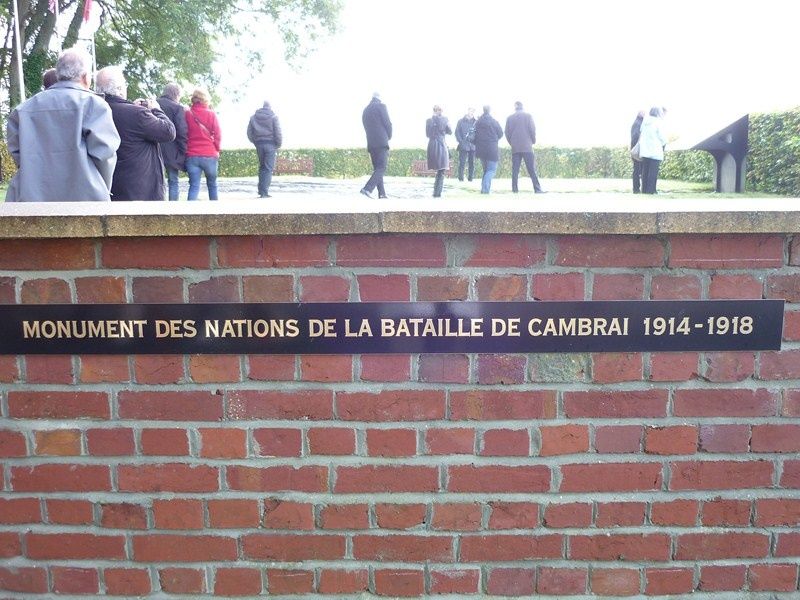 MONUMENT DES NATIONS DE LA BATAILLE DE CAMBRAI 1914-1918